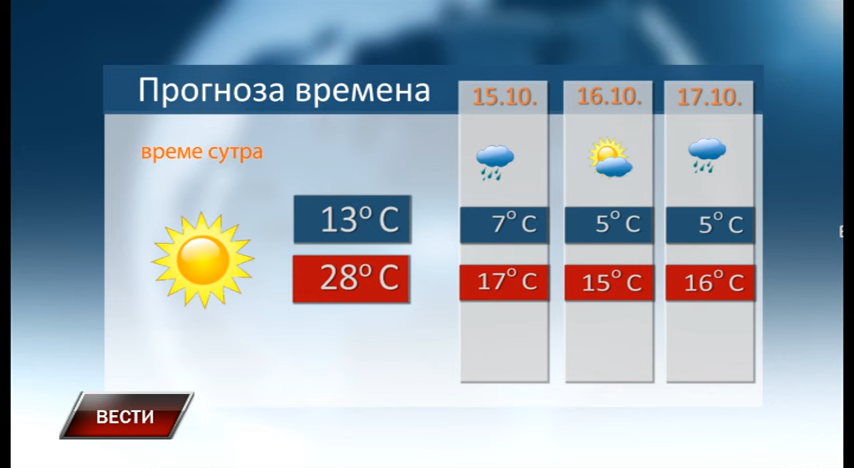 Прогноза времена
15.10.
16.10.
17.10.
време сутра
13° C
7° C
5° C
5° C
28° C
17° C
15° C
16° C
ВЕСТИ